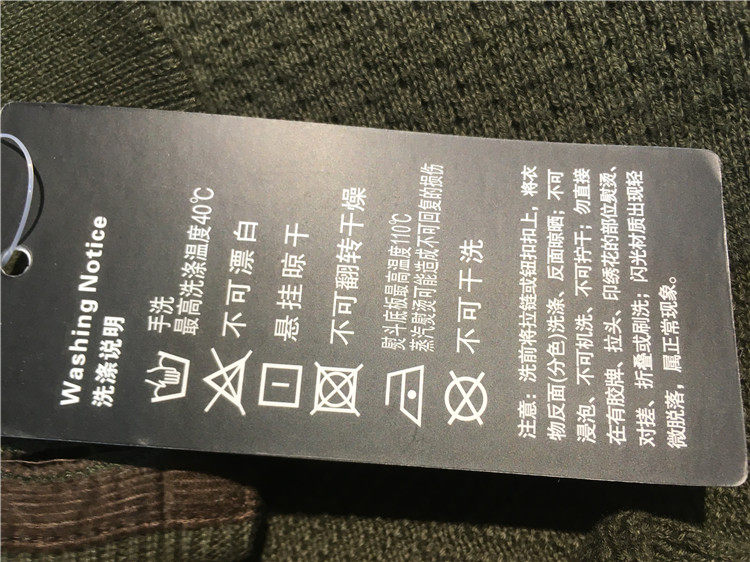 Washing Notice
洗涤说明
手洗
最高洗涤温度40℃
不可漂白
悬挂晾干
不可翻转干燥
熨斗底板最高温度110℃
蒸汽熨烫可能造成不可回复的损伤
不可干洗
注意：洗前将拉链或钮扣扣上，将衣
物反面(分色)洗涤、反面晾晒；不可
浸泡、不可机洗、不可拧干；勿直接
在有胶牌、拉头、印绣花的部位熨烫、
对搓、折叠或刷洗；闪光材质出现轻
微脱落，属正常现象。